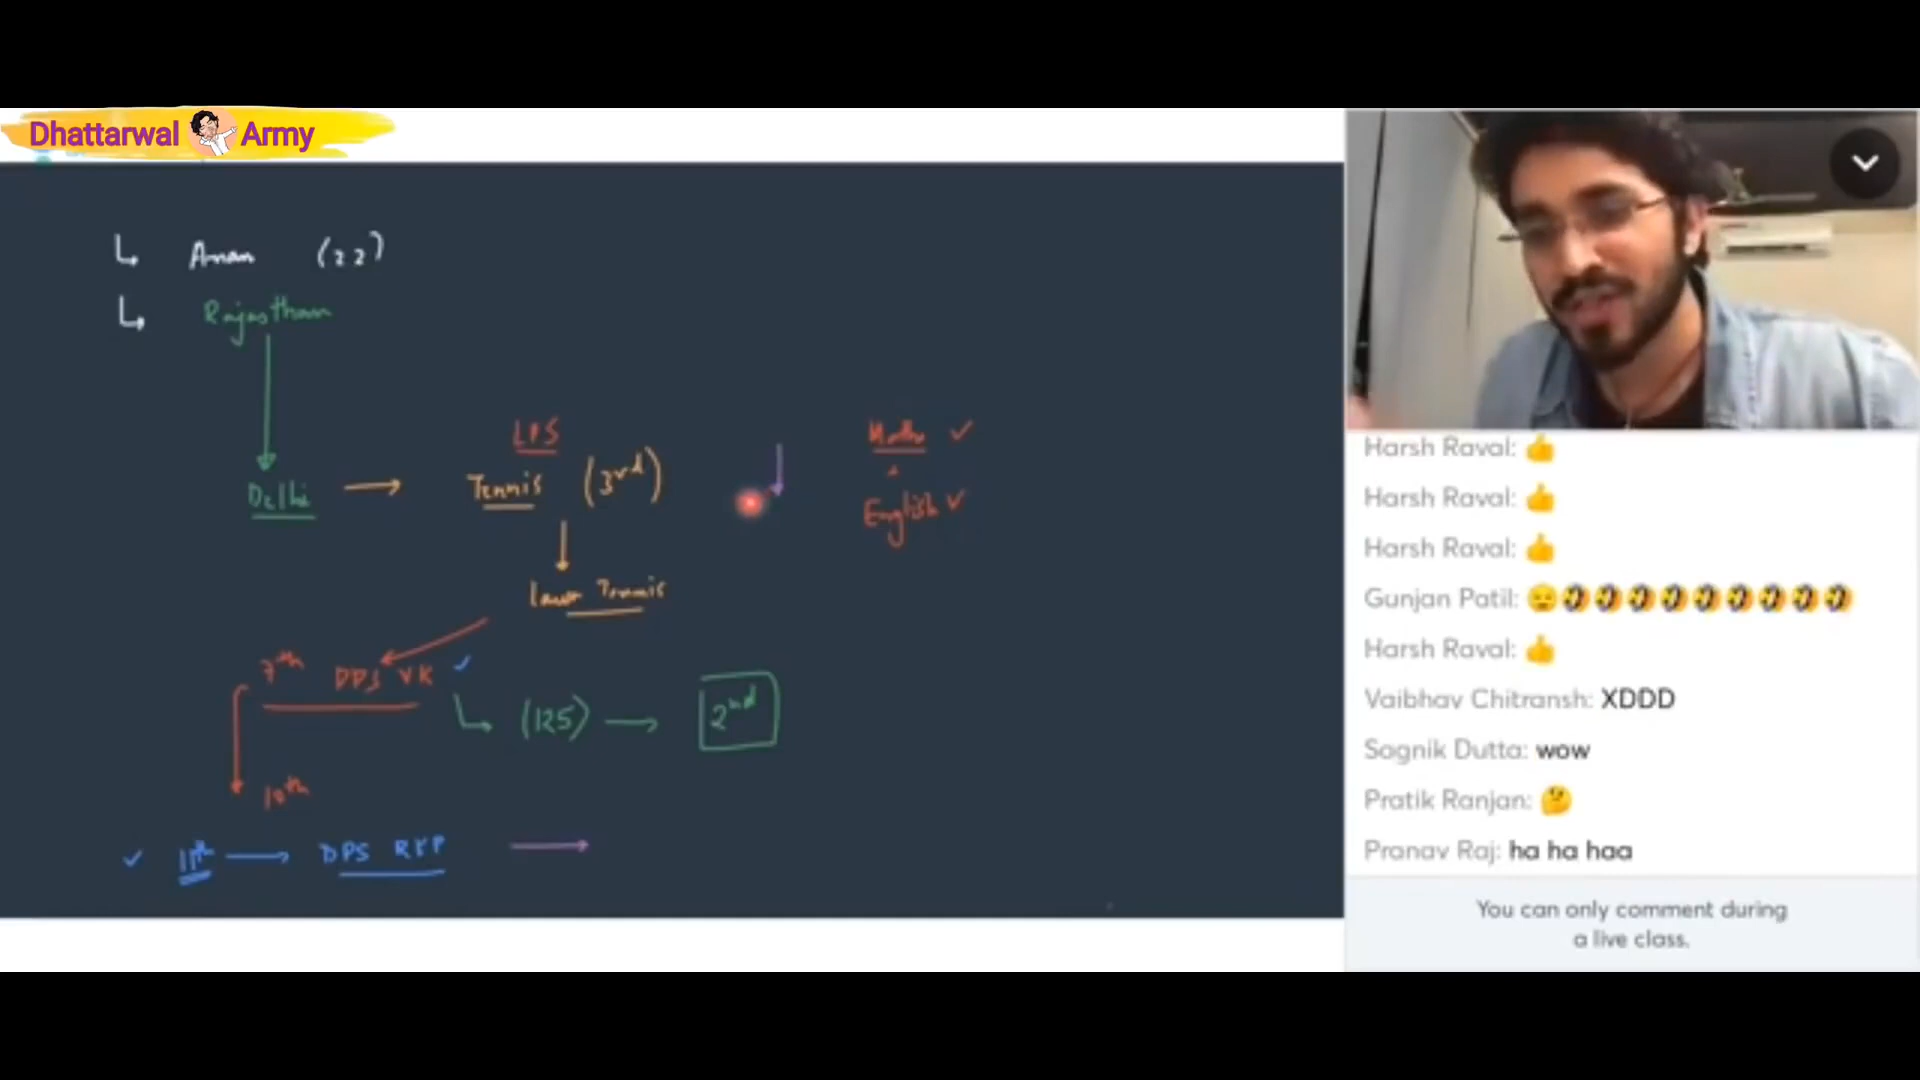 Dhattarwal Army
Aman (22)
Rajasthan
LPS
Maths ✓
Delhi → Tennis (3rd)
+
English ✓
Lawn Tennis
7th DPS VK ✓
(125) → 2nd
10th
✓ 11th → DPS RKP →
Harsh Raval: 👍
Harsh Raval: 👍
Harsh Raval: 👍
Gunjan Patil: 😑🤣🤣🤣🤣🤣🤣🤣🤣🤣
Harsh Raval: 👍
Vaibhav Chitransh: XDDD
Sognik Dutta: wow
Pratik Ranjan: 🤔
Pranav Raj: ha ha haa
You can only comment during
a live class.